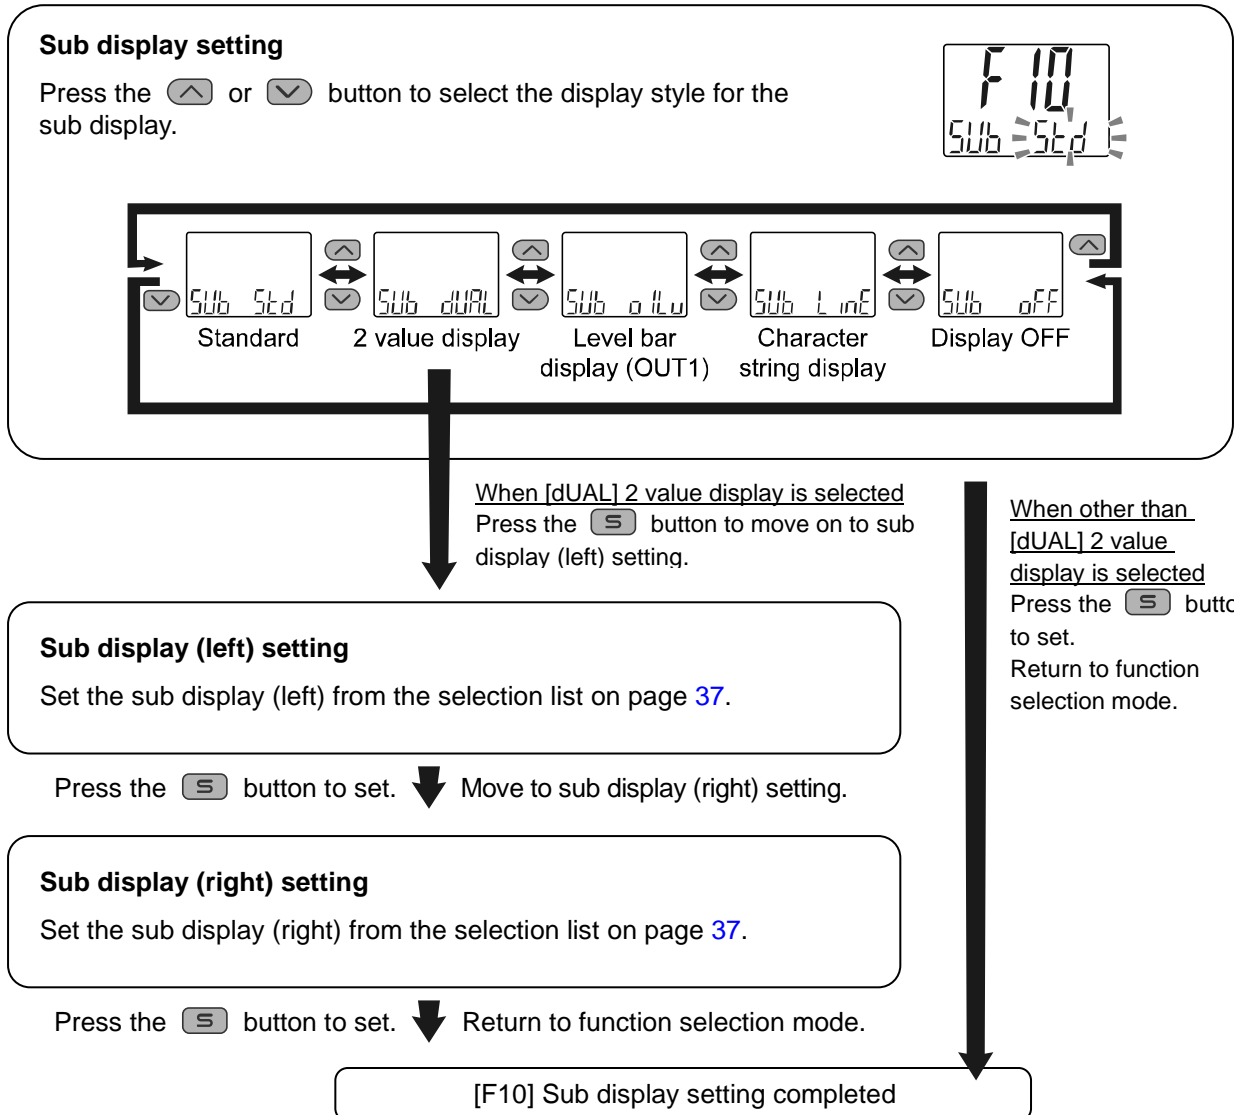 Sub display setting
Press the or button to select the display style for the
sub display.
F10
SUb Std
SUb Std
SUb dUAL
SUb o1Lv
SUb LinE
SUb oFF
Standard
2 value display
Level bar
display (OUT1)
Character
string display
Display OFF
When [dUAL] 2 value display is selected
Press the S button to move on to sub
display (left) setting.
When other than
[dUAL] 2 value
display is selected
Press the S butto
to set.
Return to function
selection mode.
Sub display (left) setting
Set the sub display (left) from the selection list on page 37.
Press the S button to set. Move to sub display (right) setting.
Sub display (right) setting
Set the sub display (right) from the selection list on page 37.
Press the S button to set. Return to function selection mode.
[F10] Sub display setting completed